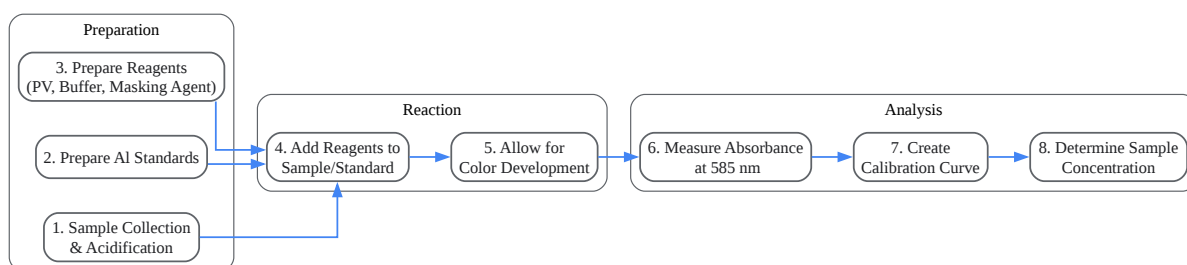 Preparation
3. Prepare Reagents
(PV, Buffer, Masking Agent)
2. Prepare Al Standards
1. Sample Collection
& Acidification
Reaction
4. Add Reagents to
Sample/Standard
5. Allow for
Color Development
Analysis
6. Measure Absorbance
at 585 nm
7. Create
Calibration Curve
8. Determine Sample
Concentration